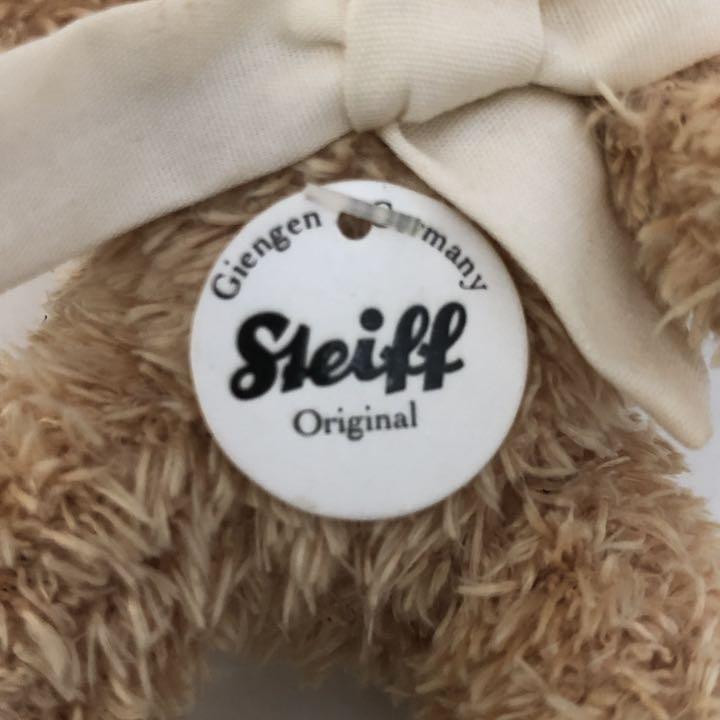 Giengen Germany
Steiff
Original